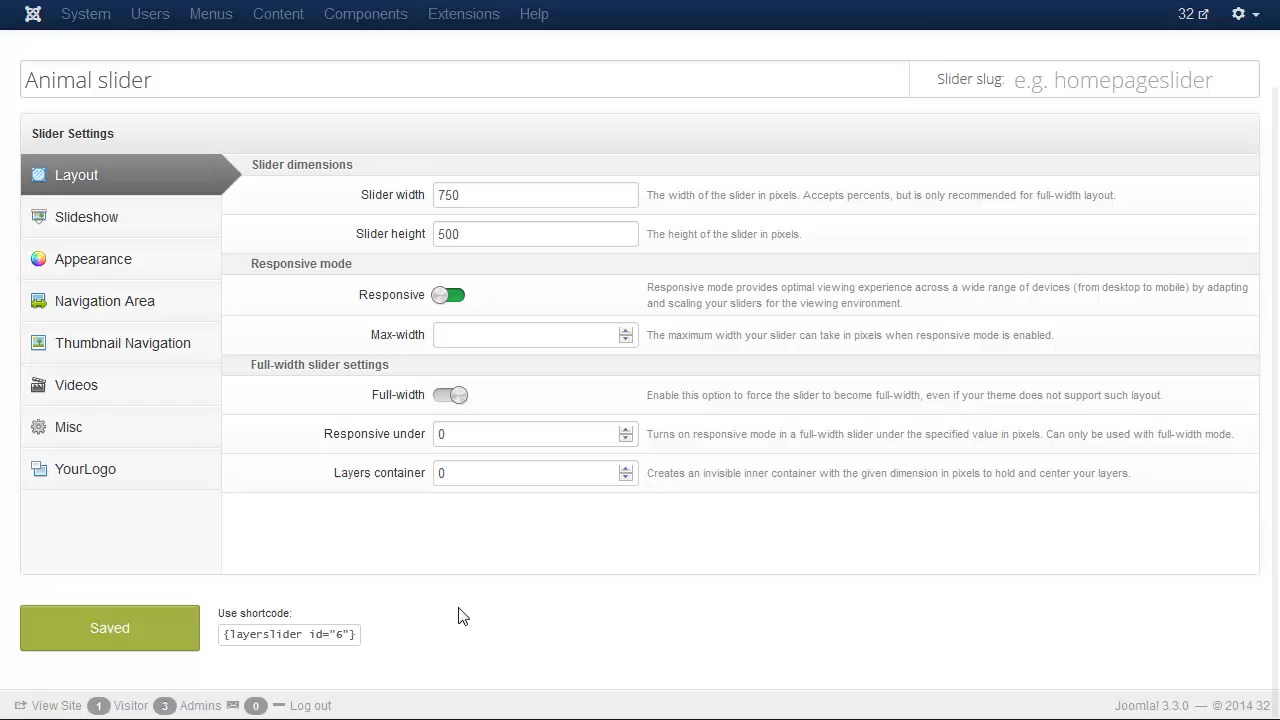 System Users Menus Content Components Extensions Help 32
Animal slider Slider slug: e.g. homepageslider
Slider Settings
Layout
Slideshow
Appearance
Navigation Area
Thumbnail Navigation
Videos
Misc
YourLogo
Slider dimensions
Slider width 750 The width of the slider in pixels. Accepts percents, but is only recommended for full-width layout.
Slider height 500 The height of the slider in pixels.
Responsive mode
Responsive Responsive mode provides optimal viewing experience across a wide range of devices (from desktop to mobile) by adapting
and scaling your sliders for the viewing environment.
Max-width The maximum width your slider can take in pixels when responsive mode is enabled.
Full-width slider settings
Full-width Enable this option to force the slider to become full-width, even if your theme does not support such layout.
Responsive under 0 Turns on responsive mode in a full-width slider under the specified value in pixels. Can only be used with full-width mode.
Layers container 0 Creates an invisible inner container with the given dimension in pixels to hold and center your layers.
Saved
Use shortcode:
{layerslider id="6"}
View Site 1 Visitor 3 Admins 0 Log out Joomla! 3.3.0 — © 2014 32